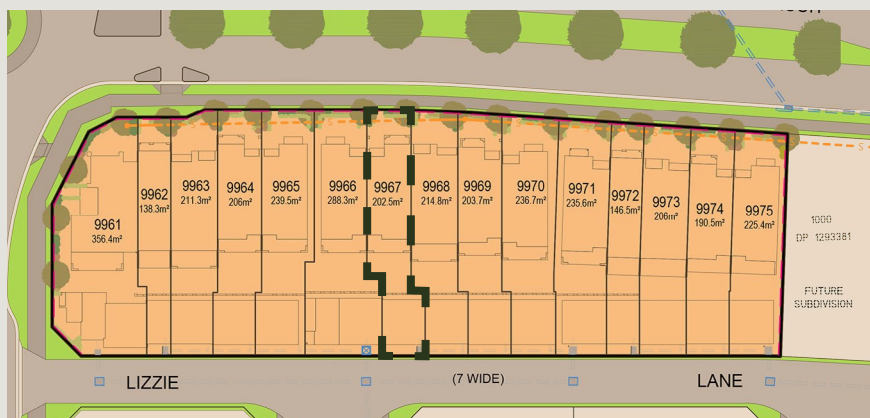 9961
356.4m²
9962
138.3m²
9963
211.3m²
9964
206m²
9965
239.5m²
9966
288.3m²
9967
202.5m²
9968
214.8m²
9969
203.7m²
9970
236.7m²
9971
235.6m²
9972
146.5m²
9973
206m²
9974
190.5m²
9975
225.4m²
S
1000
DP 1293381
FUTURE
SUBDIVISION
LIZZIE
(7 WIDE)
LANE